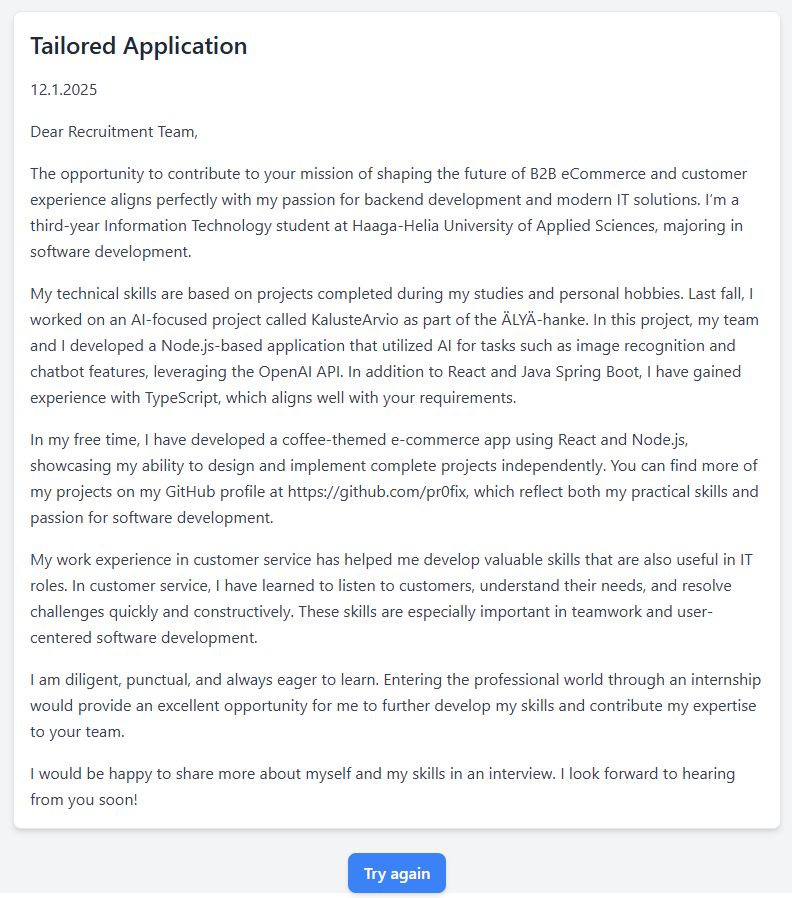 Tailored Application
12.1.2025
Dear Recruitment Team,
The opportunity to contribute to your mission of shaping the future of B2B eCommerce and customer
experience aligns perfectly with my passion for backend development and modern IT solutions. I'm a
third-year Information Technology student at Haaga-Helia University of Applied Sciences, majoring in
software development.
My technical skills are based on projects completed during my studies and personal hobbies. Last fall, I
worked on an AI-focused project called KalusteArvio as part of the ÄLYÄ-hanke. In this project, my team
and I developed a Node.js-based application that utilized AI for tasks such as image recognition and
chatbot features, leveraging the OpenAI API. In addition to React and Java Spring Boot, I have gained
experience with TypeScript, which aligns well with your requirements.
In my free time, I have developed a coffee-themed e-commerce app using React and Node.js,
showcasing my ability to design and implement complete projects independently. You can find more of
my projects on my GitHub profile at https://github.com/pr0fix, which reflect both my practical skills and
passion for software development.
My work experience in customer service has helped me develop valuable skills that are also useful in IT
roles. In customer service, I have learned to listen to customers, understand their needs, and resolve
challenges quickly and constructively. These skills are especially important in teamwork and user-
centered software development.
I am diligent, punctual, and always eager to learn. Entering the professional world through an internship
would provide an excellent opportunity for me to further develop my skills and contribute my expertise
to your team.
I would be happy to share more about myself and my skills in an interview. I look forward to hearing
from you soon!
Try again